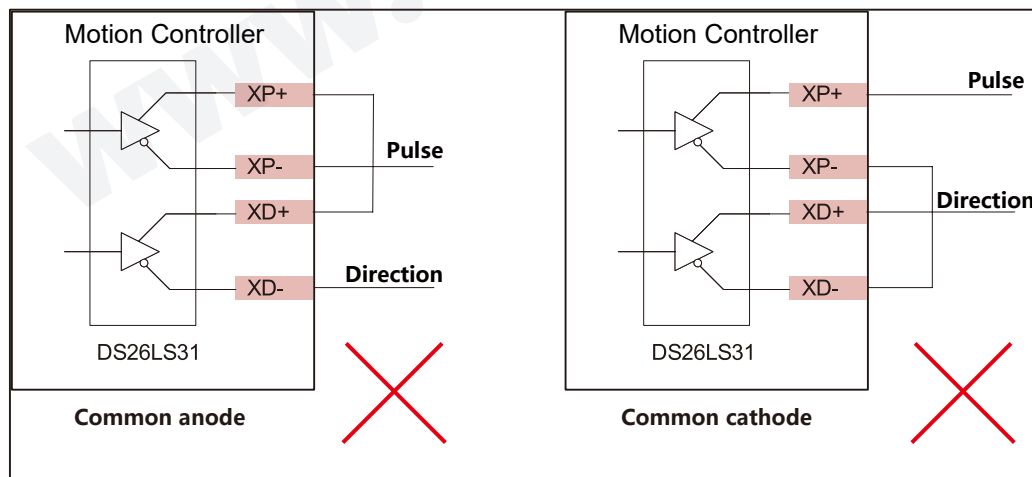 www.
Motion Controller
XP+
XP-
Pulse
XD+
XD-
Direction
DS26LS31
Common anode
Motion Controller
XP+
Pulse
XP-
XD+
Direction
XD-
DS26LS31
Common cathode